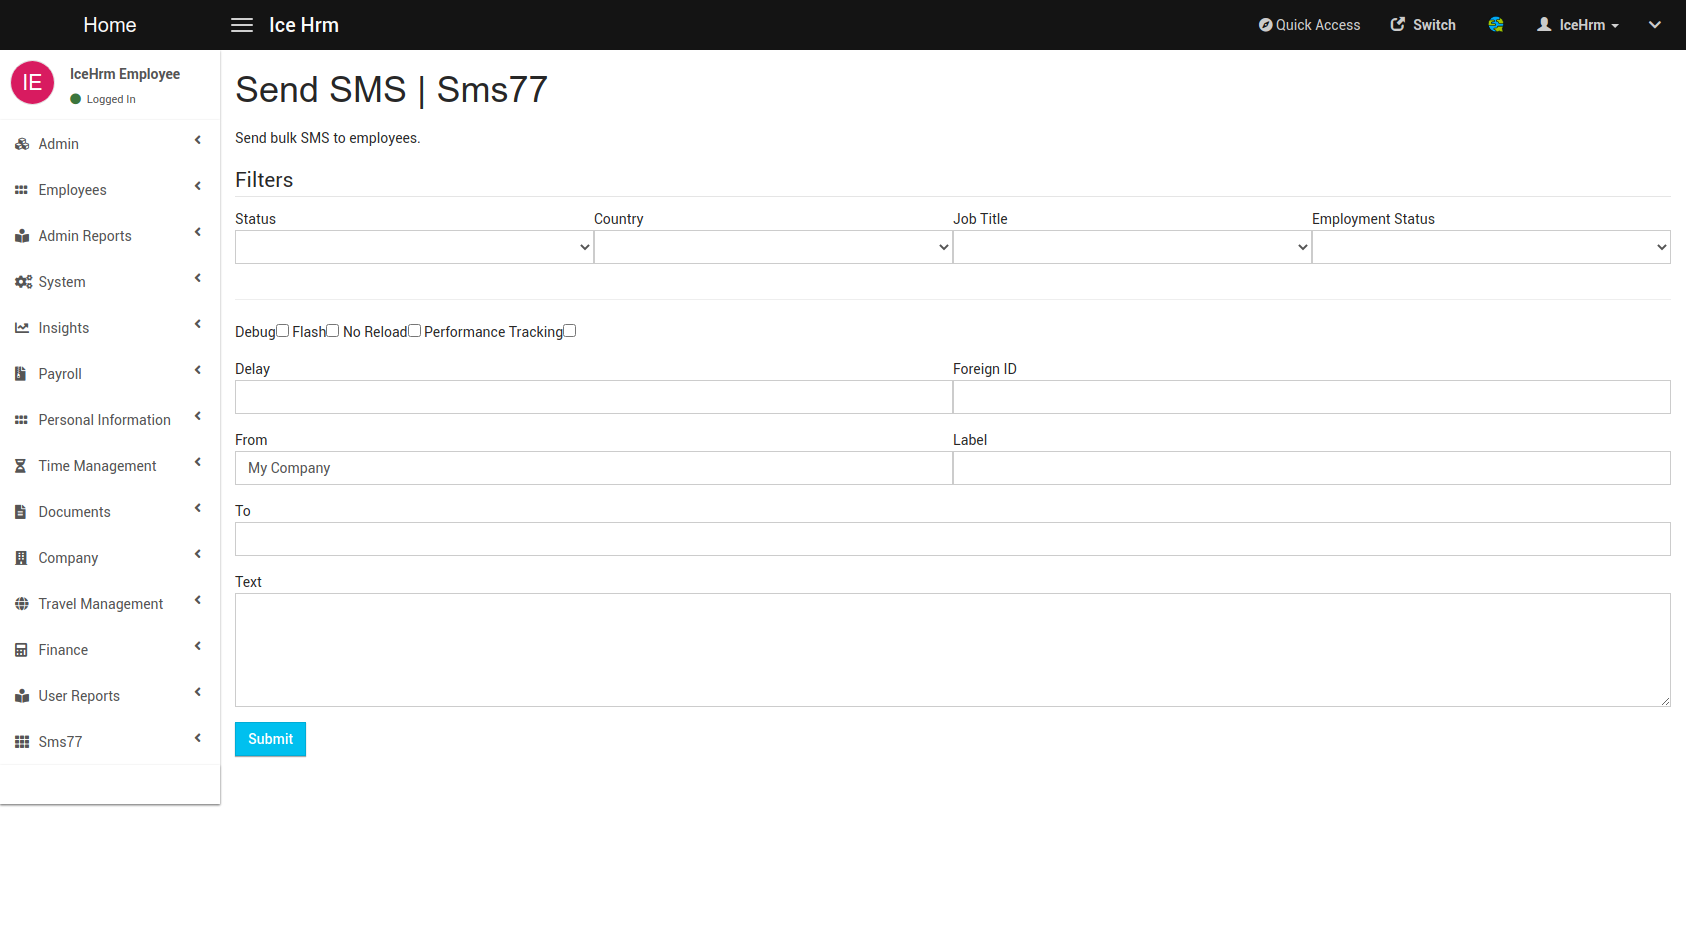 Home
Ice Hrm
Quick Access
Switch
IceHrm
IE
IceHrm Employee
Logged In
Admin
Employees
Admin Reports
System
Insights
Payroll
Personal Information
Time Management
Documents
Company
Travel Management
Finance
User Reports
Sms77
Send SMS | Sms77
Send bulk SMS to employees.
Filters
Status Country Job Title Employment Status
Debug Flash No Reload Performance Tracking
Delay Foreign ID
From Label
My Company
To
Text
Submit